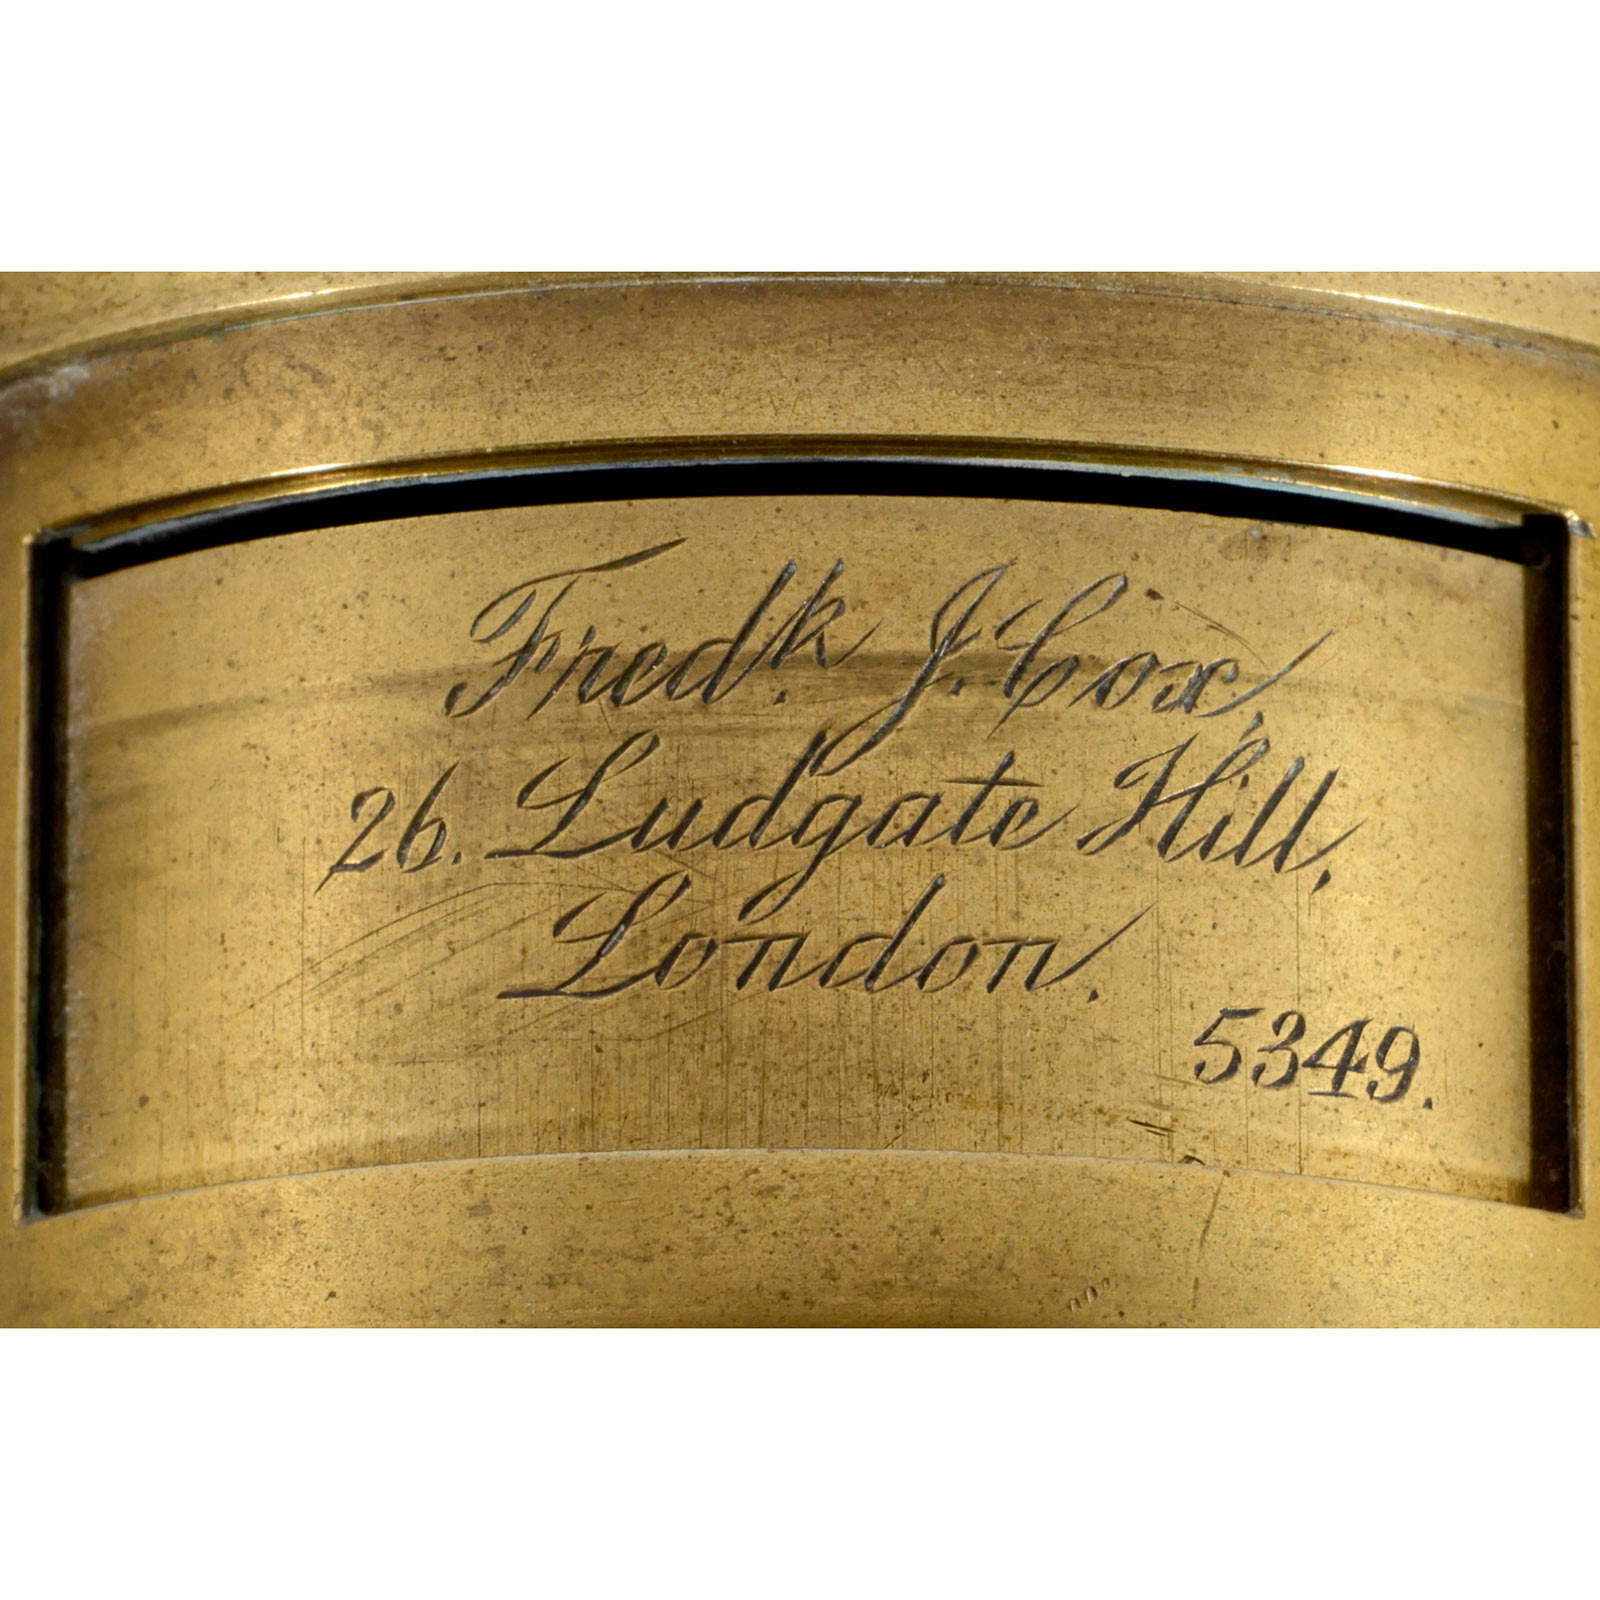 Fredk. J. Cox,
26. Ludgate Hill,
London.
5349.